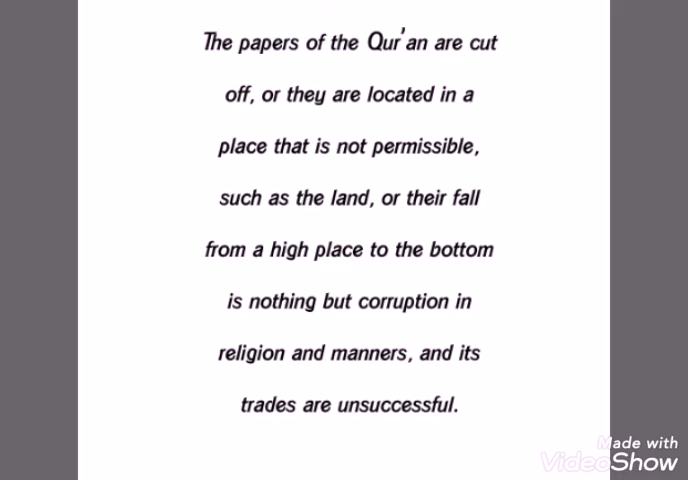 The papers of the Qur'an are cut
off, or they are located in a
place that is not permissible,
such as the land, or their fall
from a high place to the bottom
is nothing but corruption in
religion and manners, and its
trades are unsuccessful.
Made with
VideoShow